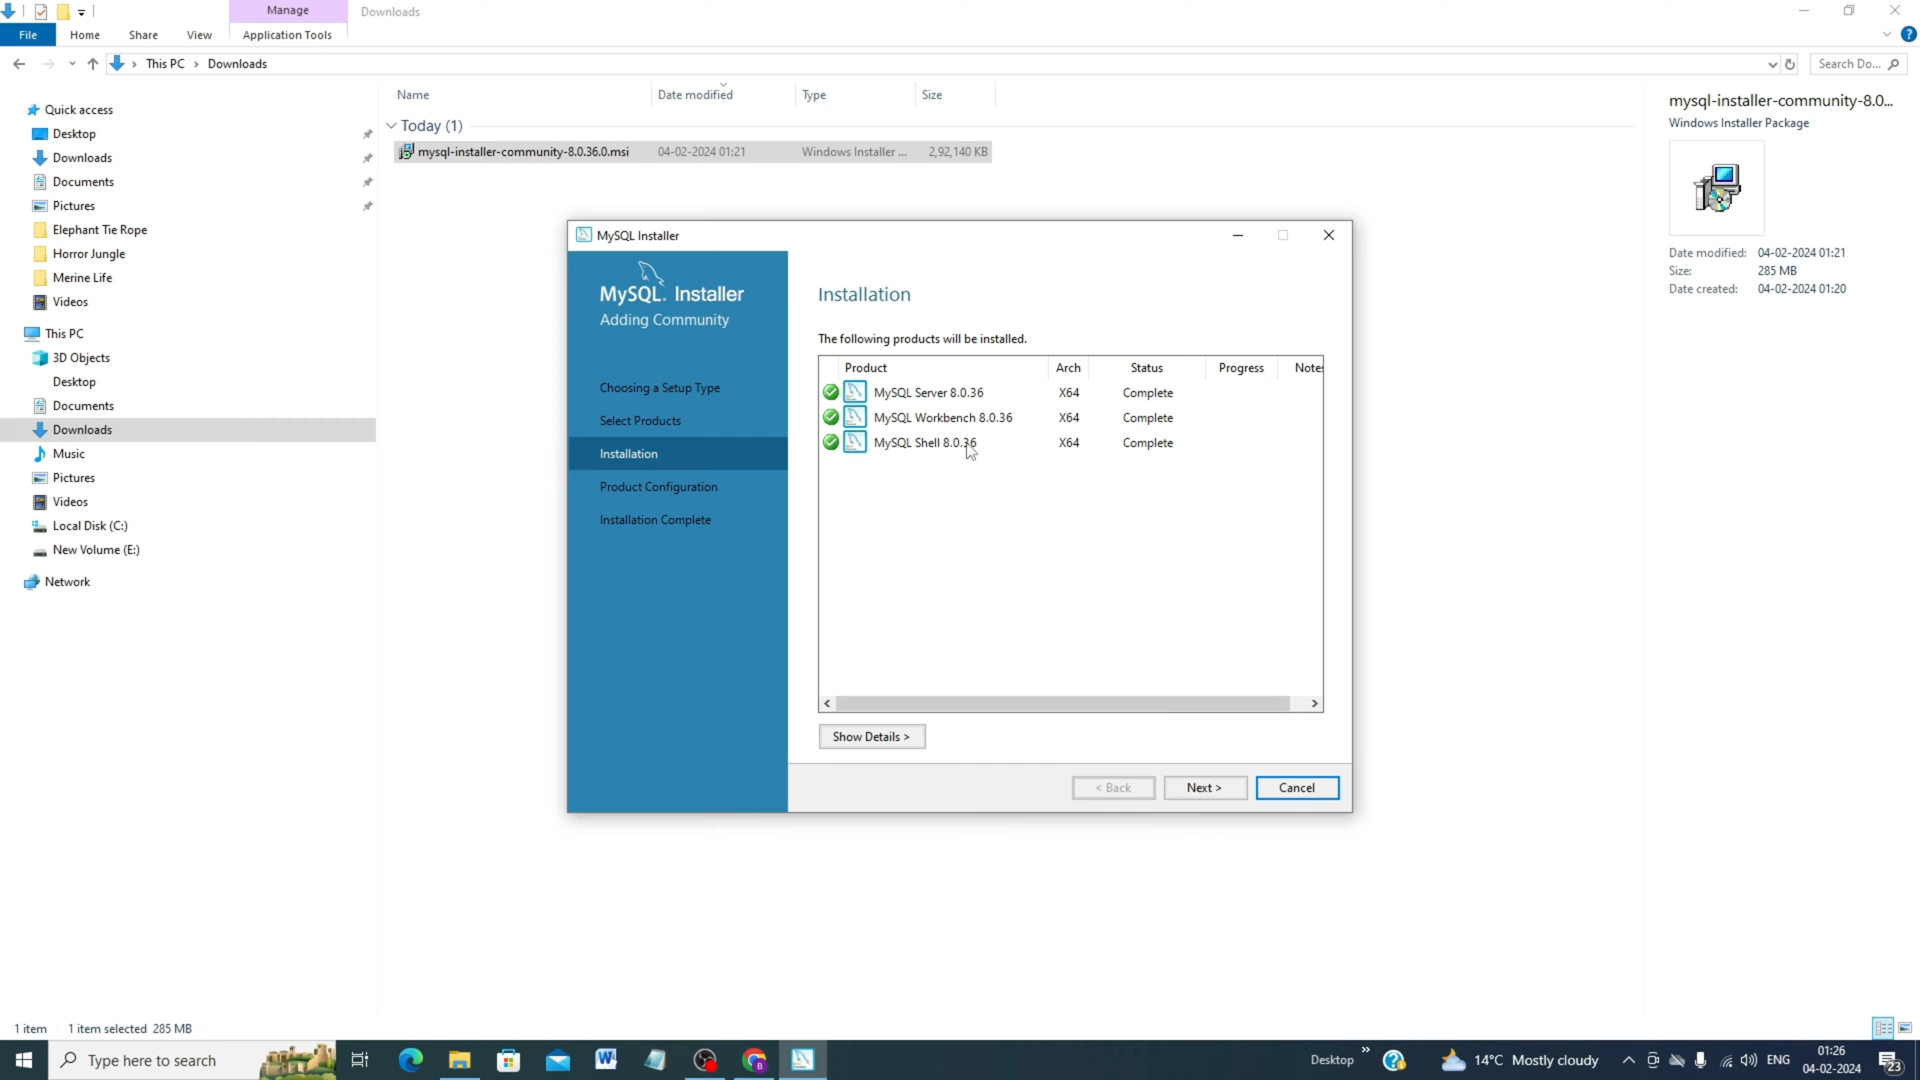 Manage
Downloads
File
Home
Share
View
Application Tools
This PC
Downloads
Search Do...
Name
Date modified
Type
Size
Today (1)
mysql-installer-community-8.0.36.0.msi
04-02-2024 01:21
Windows Installer ...
2,92,140 KB
Quick access
Desktop
Downloads
Documents
Pictures
Elephant Tie Rope
Horror Jungle
Merine Life
Videos
This PC
3D Objects
Desktop
Documents
Downloads
Music
Pictures
Videos
Local Disk (C:)
New Volume (E:)
Network
mysql-installer-community-8.0...
Windows Installer Package
Date modified: 04-02-2024 01:21
Size: 285 MB
Date created: 04-02-2024 01:20
MySQL Installer
MySQL. Installer
Adding Community
Choosing a Setup Type
Select Products
Installation
Product Configuration
Installation Complete
Installation
The following products will be installed.
Product Arch Status Progress Notes
MySQL Server 8.0.36 X64 Complete
MySQL Workbench 8.0.36 X64 Complete
MySQL Shell 8.0.36 X64 Complete
Show Details >
< Back
Next >
Cancel
1 item
1 item selected 285 MB
Type here to search
Desktop
14°C Mostly cloudy
ENG
01:26
04-02-2024
23